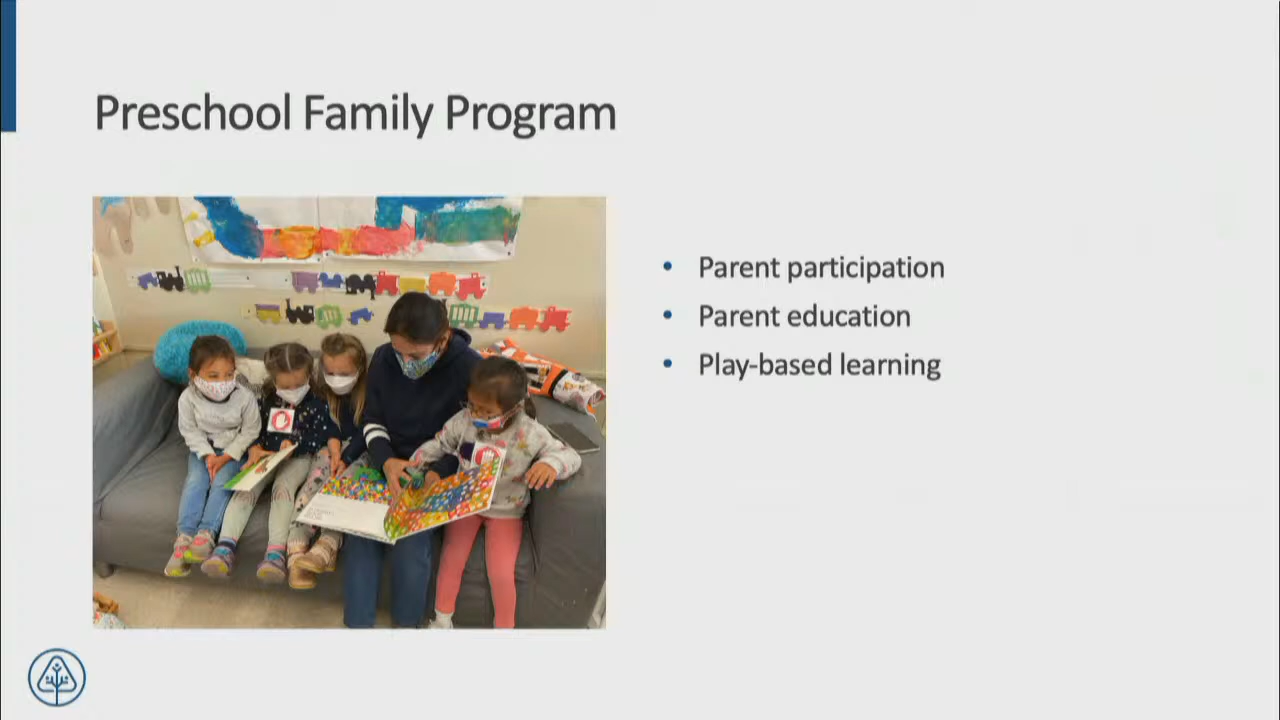 Preschool Family Program
• Parent participation
• Parent education
• Play-based learning